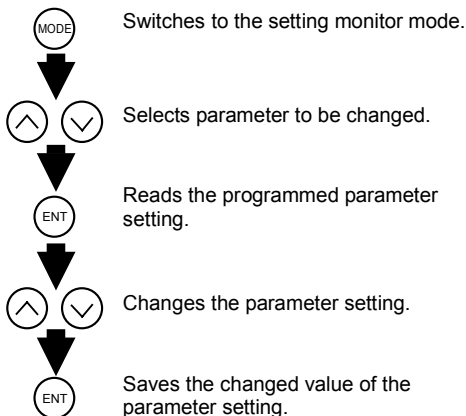 MODE Switches to the setting monitor mode.
Selects parameter to be changed.
Reads the programmed parameter
ENT setting.
Changes the parameter setting.
ENT Saves the changed value of the
parameter setting.